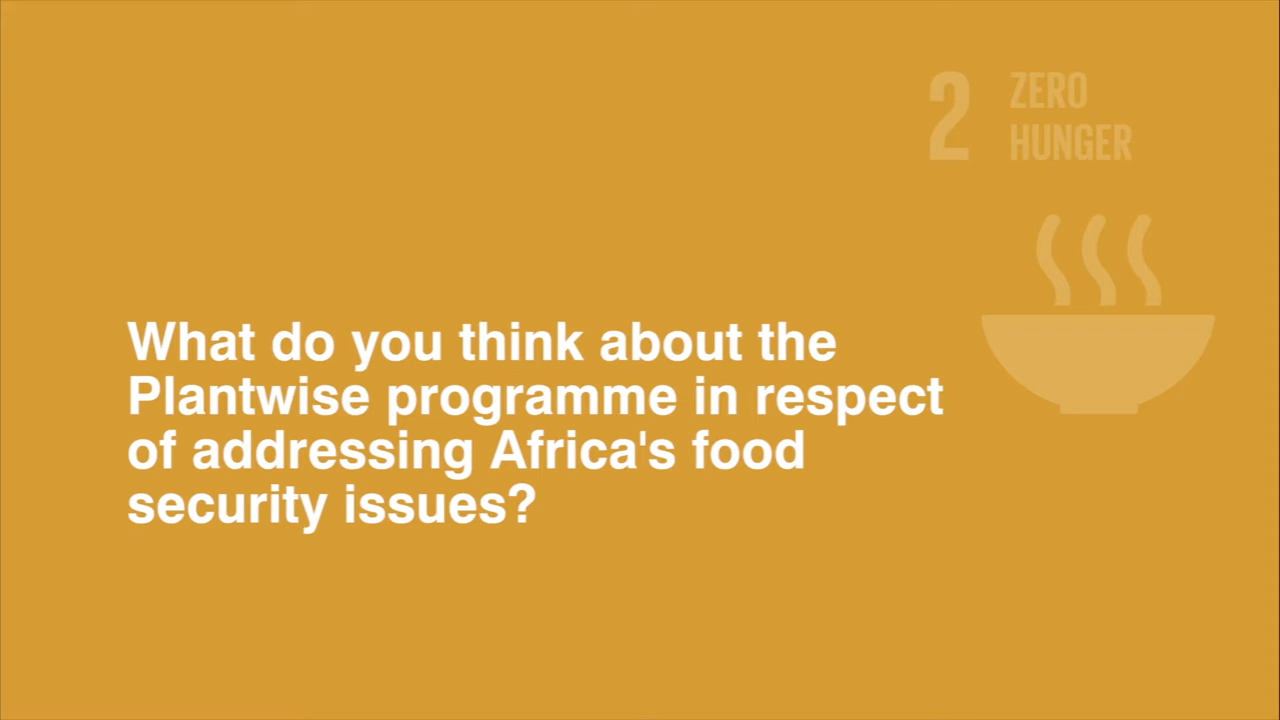 2 ZERO
HUNGER
What do you think about the
Plantwise programme in respect
of addressing Africa's food
security issues?